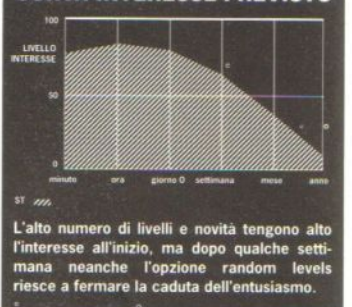 100
LIVELLO
INTERESSE
50
0
minuto ora giorno 0 settimana mese anno
ST
L'alto numero di livelli e novità tengono alto
l'interesse all'inizio, ma dopo qualche setti-
mana neanche l'opzione random levels
riesce a fermare la caduta dell'entusiasmo.